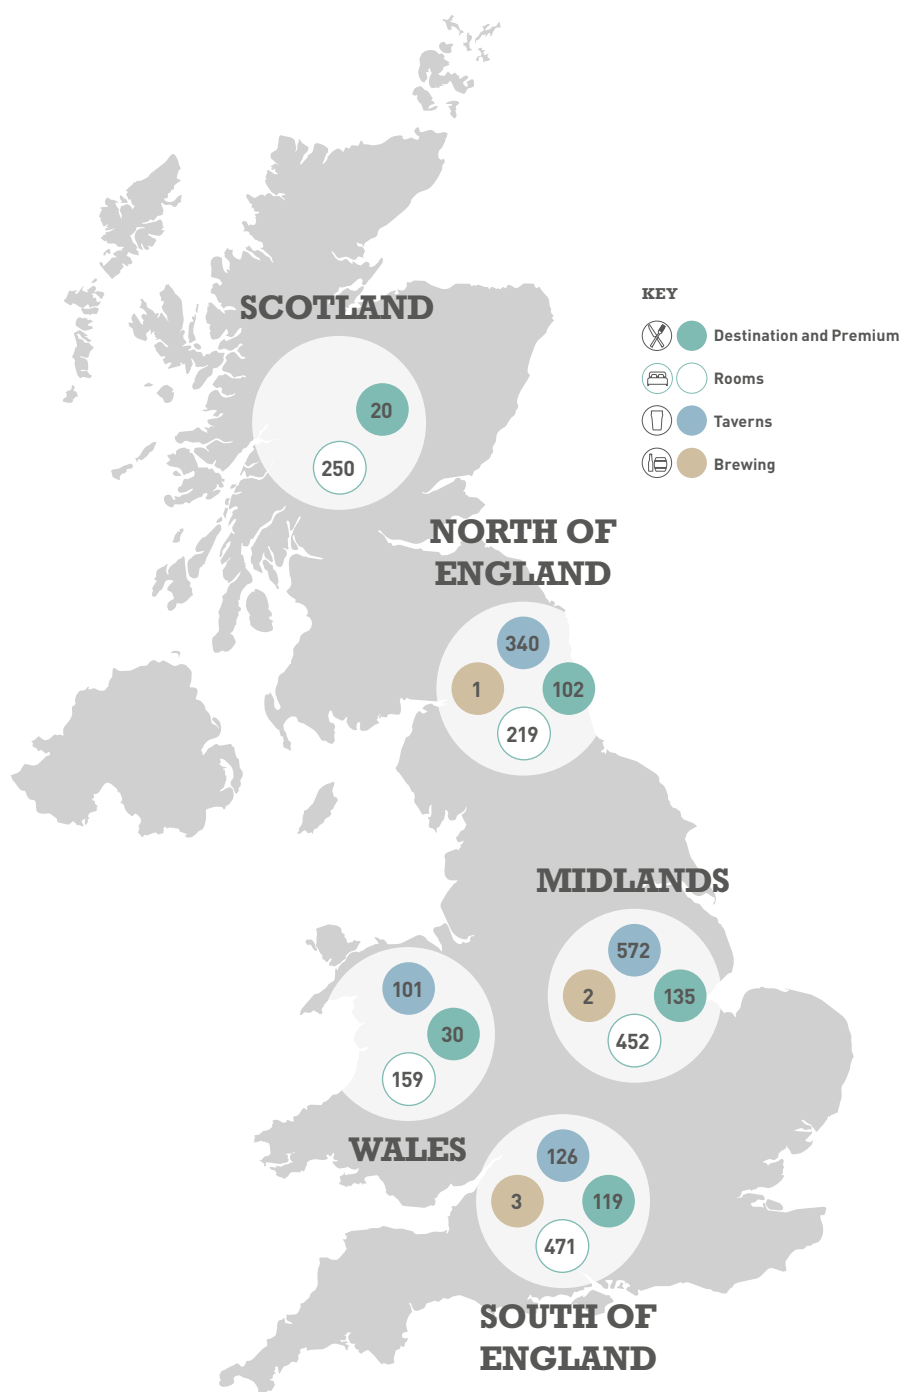 SCOTLAND
20
250
KEY
Destination and Premium
Rooms
Taverns
Brewing
NORTH OF
ENGLAND
340
1
102
219
MIDLANDS
572
2
135
452
101
30
159
WALES
126
3
119
471
SOUTH OF
ENGLAND